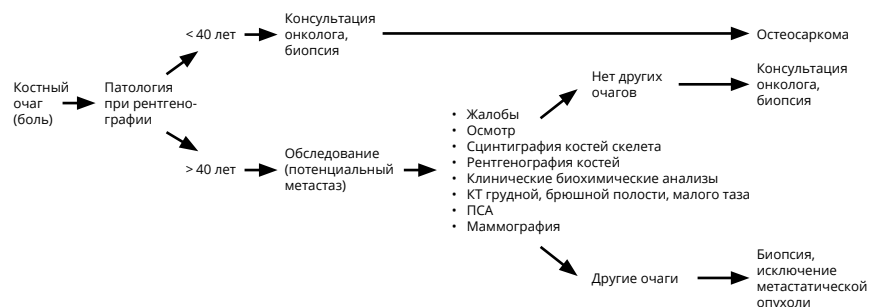 Костный
очаг
(боль)
Патология
при рентгено-
графии
< 40 лет
Консультация
онколога,
биопсия
Остеосаркома
> 40 лет
Обследование
(потенциальный
метастаз)
• Жалобы
• Осмотр
• Сцинтиграфия костей скелета
• Рентгенография костей
• Клинические биохимические анализы
• КТ грудной, брюшной полости, малого таза
• ПСА
• Маммография
Нет других
очагов
Консультация
онколога,
биопсия
Другие очаги
Биопсия,
исключение
метастатической
опухоли